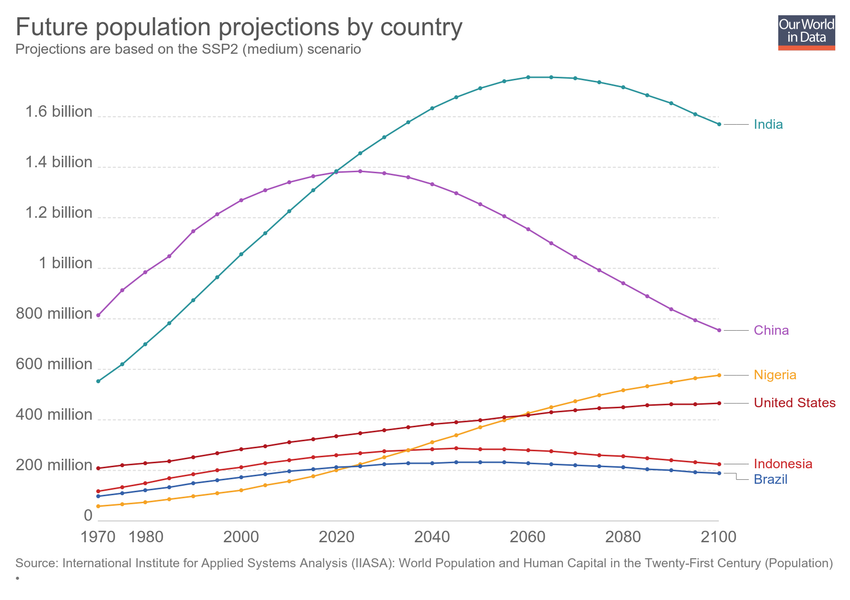 Future population projections by country
Projections are based on the SSP2 (medium) scenario
Our World
in Data
1.6 billion
1.4 billion
1.2 billion
1 billion
800 million
600 million
400 million
200 million
0
India
China
Nigeria
United States
Indonesia
Brazil
1970 1980 2000 2020 2040 2060 2080 2100
Source: International Institute for Applied Systems Analysis (IIASA): World Population and Human Capital in the Twenty-First Century (Population)
•